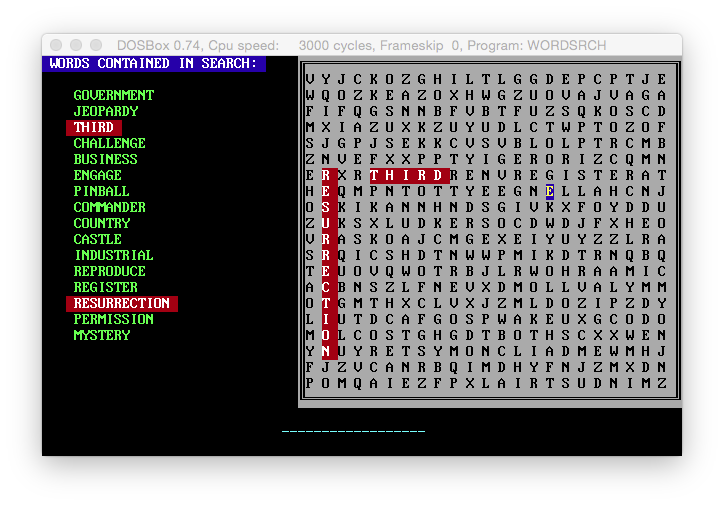 DOSBox 0.74, Cpu speed: 3000 cycles, Frameskip 0, Program: WORDSRCH
WORDS CONTAINED IN SEARCH:
GOVERNMENT
JEOPARDY
THIRD
CHALLENGE
BUSINESS
ENGAGE
PINBALL
COMMANDER
COUNTRY
CASTLE
INDUSTRIAL
REPRODUCE
REGISTER
RESURRECTION
PERMISSION
MYSTERY
V Y J C K O Z G H I L T L G G D E P C P T J E
W Q O Z K E A Z O X H W G Z U O V A J V A G A
F I F Q G S N N B F V B T F U Z S Q K O S C D
M X I A Z U X K Z U Y U D L C T W P T O Z O F
S J G P J S E K K C V S V B L O L P T R C M B
Z N V E F X X P P T Y I G E R O R I Z C Q M N
E R X R T H I R D R E N V R E G I S T E R A T
H E Q M P N T O T T Y E E G N E L L A H C N J
O S K I K A N N H N D S G I V K X F O Y D D U
Z U K S X L U D K E R S O C D W D J F X H E O
V R A S K O A J C M G E X E I Y U Y Z Z L R A
S R Q I C S H D T N W W P M I K D T R N Q B Q
T E U O V Q W O T R B J L R W O H R A A M I C
A C B N S Z L F N E V X D M O L L V A L Y M M
O T G M T H X C L V X J Z M L D O Z I P Z D Y
L I U T D C A F G O S P W A K E U X G C O D O
M O L C O S T G H G D T B O T H S C X X W E N
Y N U Y R E T S Y M O N C L I A D M E W M H J
F J Z V C A N R B Q I M D H Y F N J Z M X D N
P O M Q A I E Z F P X L A I R T S U D N I M Z